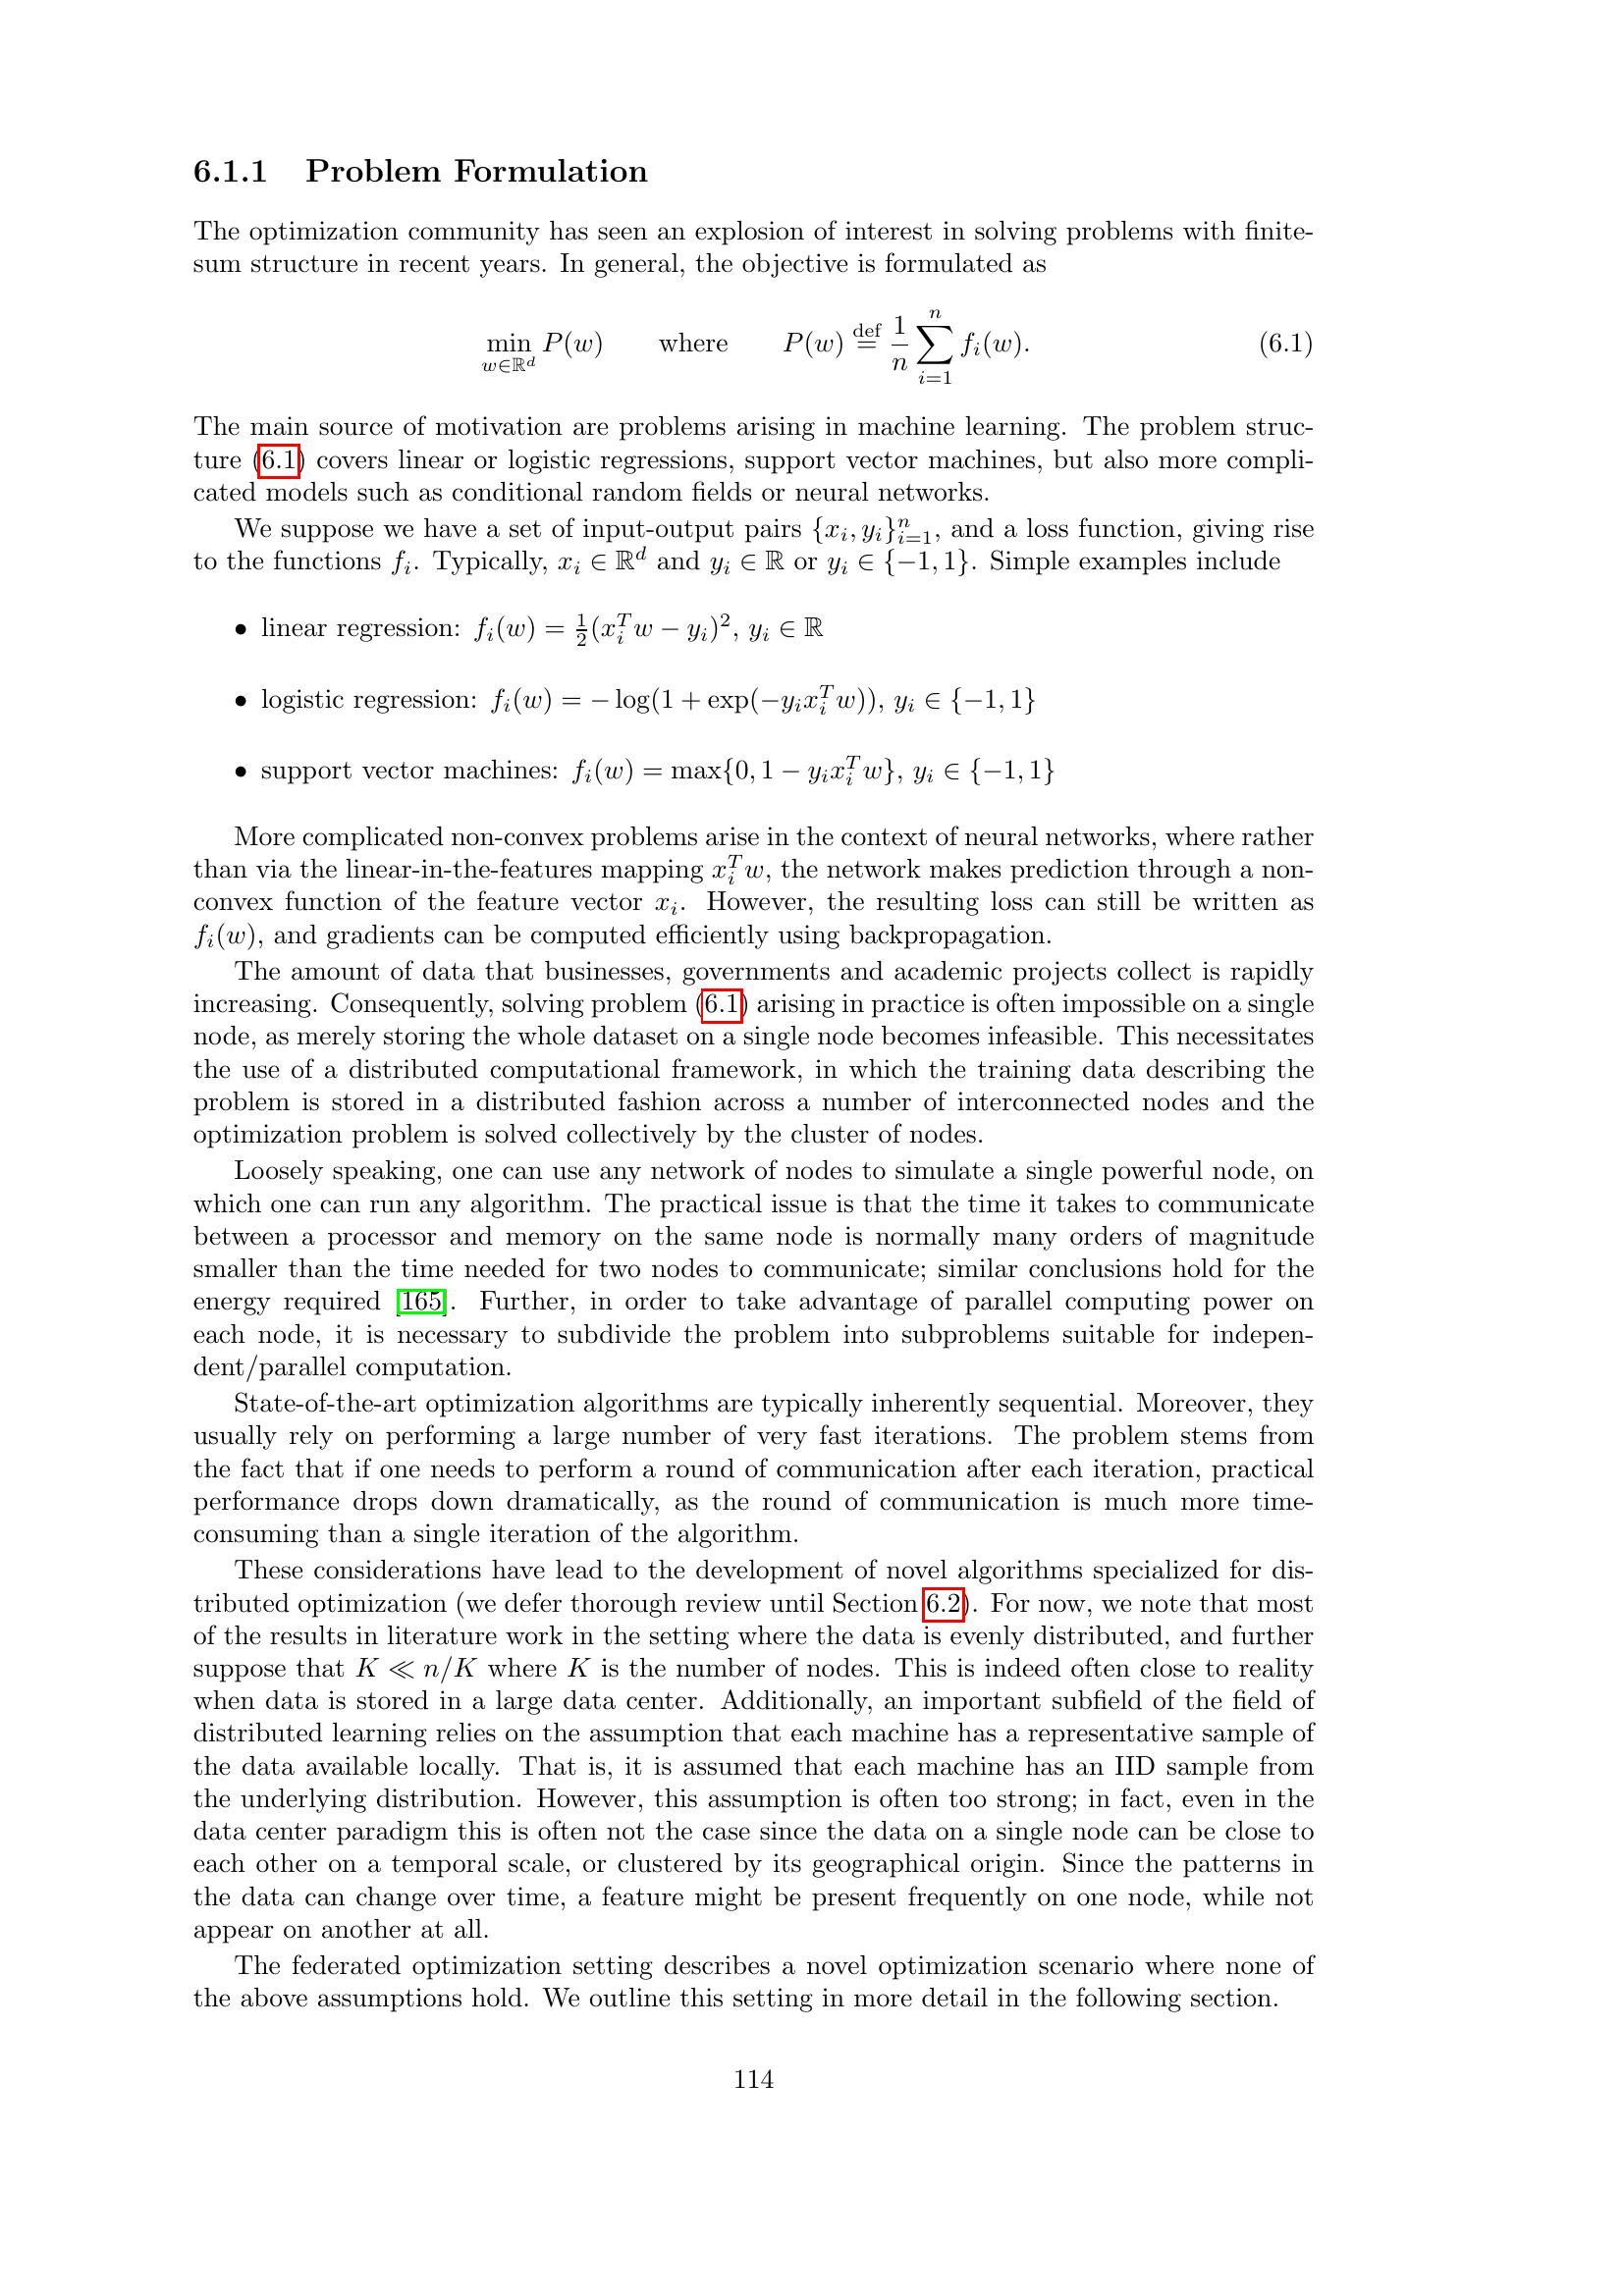 6.1.1 Problem Formulation
The optimization community has seen an explosion of interest in solving problems with finite-
sum structure in recent years. In general, the objective is formulated as
min_{w∈ℝ^d} P(w) where P(w) \overset{def}{=} \frac{1}{n} \sum_{i=1}^{n} f_i(w). (6.1)
The main source of motivation are problems arising in machine learning. The problem struc-
ture (6.1) covers linear or logistic regressions, support vector machines, but also more compli-
cated models such as conditional random fields or neural networks.
We suppose we have a set of input-output pairs {x_i, y_i}_{i=1}^n, and a loss function, giving rise
to the functions f_i. Typically, x_i ∈ ℝ^d and y_i ∈ ℝ or y_i ∈ {−1, 1}. Simple examples include
• linear regression: f_i(w) = \frac{1}{2}(x_i^T w − y_i)^2, y_i ∈ ℝ
• logistic regression: f_i(w) = − log(1 + exp(−y_i x_i^T w)), y_i ∈ {−1, 1}
• support vector machines: f_i(w) = max{0, 1 − y_i x_i^T w}, y_i ∈ {−1, 1}
More complicated non-convex problems arise in the context of neural networks, where rather
than via the linear-in-the-features mapping x_i^T w, the network makes prediction through a non-
convex function of the feature vector x_i. However, the resulting loss can still be written as
f_i(w), and gradients can be computed efficiently using backpropagation.
The amount of data that businesses, governments and academic projects collect is rapidly
increasing. Consequently, solving problem (6.1) arising in practice is often impossible on a single
node, as merely storing the whole dataset on a single node becomes infeasible. This necessitates
the use of a distributed computational framework, in which the training data describing the
problem is stored in a distributed fashion across a number of interconnected nodes and the
optimization problem is solved collectively by the cluster of nodes.
Loosely speaking, one can use any network of nodes to simulate a single powerful node, on
which one can run any algorithm. The practical issue is that the time it takes to communicate
between a processor and memory on the same node is normally many orders of magnitude
smaller than the time needed for two nodes to communicate; similar conclusions hold for the
energy required [165]. Further, in order to take advantage of parallel computing power on
each node, it is necessary to subdivide the problem into subproblems suitable for indepen-
dent/parallel computation.
State-of-the-art optimization algorithms are typically inherently sequential. Moreover, they
usually rely on performing a large number of very fast iterations. The problem stems from
the fact that if one needs to perform a round of communication after each iteration, practical
performance drops down dramatically, as the round of communication is much more time-
consuming than a single iteration of the algorithm.
These considerations have lead to the development of novel algorithms specialized for dis-
tributed optimization (we defer thorough review until Section 6.2). For now, we note that most
of the results in literature work in the setting where the data is evenly distributed, and further
suppose that K ≪ n/K where K is the number of nodes. This is indeed often close to reality
when data is stored in a large data center. Additionally, an important subfield of the field of
distributed learning relies on the assumption that each machine has a representative sample of
the data available locally. That is, it is assumed that each machine has an IID sample from
the underlying distribution. However, this assumption is often too strong; in fact, even in the
data center paradigm this is often not the case since the data on a single node can be close to
each other on a temporal scale, or clustered by its geographical origin. Since the patterns in
the data can change over time, a feature might be present frequently on one node, while not
appear on another at all.
The federated optimization setting describes a novel optimization scenario where none of
the above assumptions hold. We outline this setting in more detail in the following section.
114